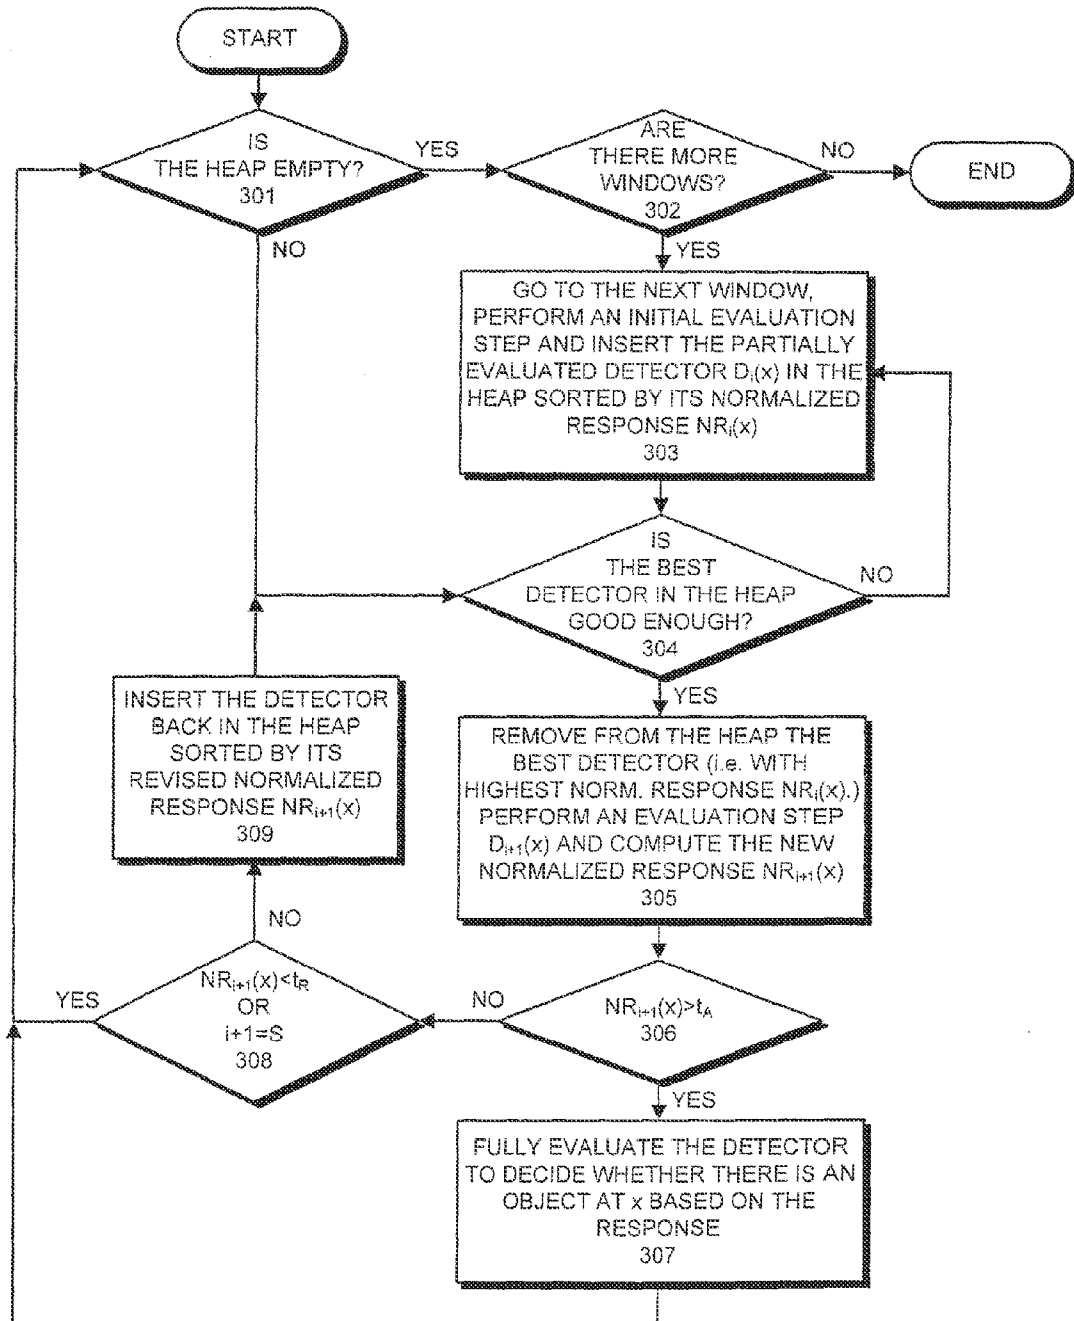 START
IS
THE HEAP EMPTY?
301
YES
NO
ARE
THERE MORE
WINDOWS?
302
NO
END
YES
GO TO THE NEXT WINDOW,
PERFORM AN INITIAL EVALUATION
STEP AND INSERT THE PARTIALLY
EVALUATED DETECTOR Di(x) IN THE
HEAP SORTED BY ITS NORMALIZED
RESPONSE NRi(x)
303
IS
THE BEST
DETECTOR IN THE HEAP
GOOD ENOUGH?
304
NO
YES
REMOVE FROM THE HEAP THE
BEST DETECTOR (i.e. WITH
HIGHEST NORM. RESPONSE NRi(x).)
PERFORM AN EVALUATION STEP
Di+1(x) AND COMPUTE THE NEW
NORMALIZED RESPONSE NRi+1(x)
305
NRi+1(x)>tA
306
NO
YES
FULLY EVALUATE THE DETECTOR
TO DECIDE WHETHER THERE IS AN
OBJECT AT x BASED ON THE
RESPONSE
307
NRi+1(x)<tR
OR
i+1=S
308
YES
NO
INSERT THE DETECTOR
BACK IN THE HEAP
SORTED BY ITS
REVISED NORMALIZED
RESPONSE NRi+1(x)
309